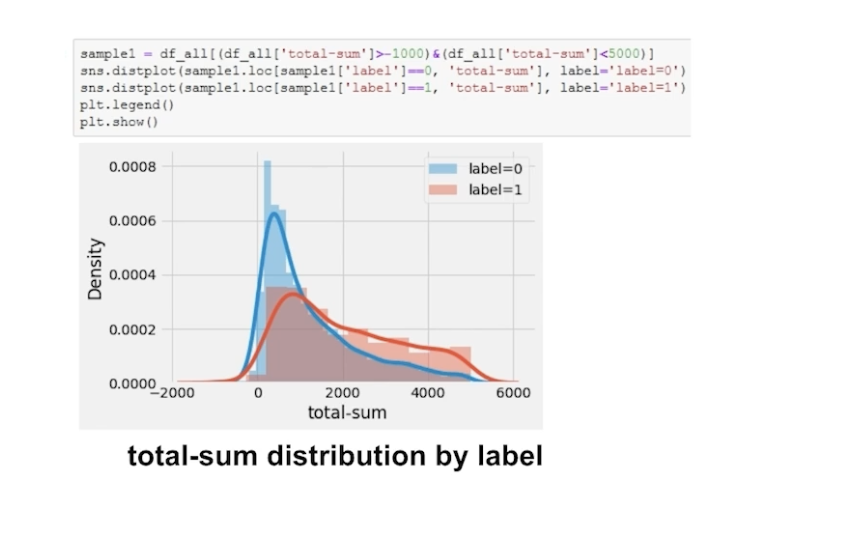 sample1 = df_all[(df_all['total-sum']>-1000)&(df_all['total-sum']<5000)]
sns.distplot(sample1.loc[sample1['label']==0, 'total-sum'], label='label=0')
sns.distplot(sample1.loc[sample1['label']==1, 'total-sum'], label='label=1')
plt.legend()
plt.show()
label=0
label=1
0.0008
0.0006
0.0004
0.0002
0.0000
Density
−2000 0 2000 4000 6000
total-sum
total-sum distribution by label